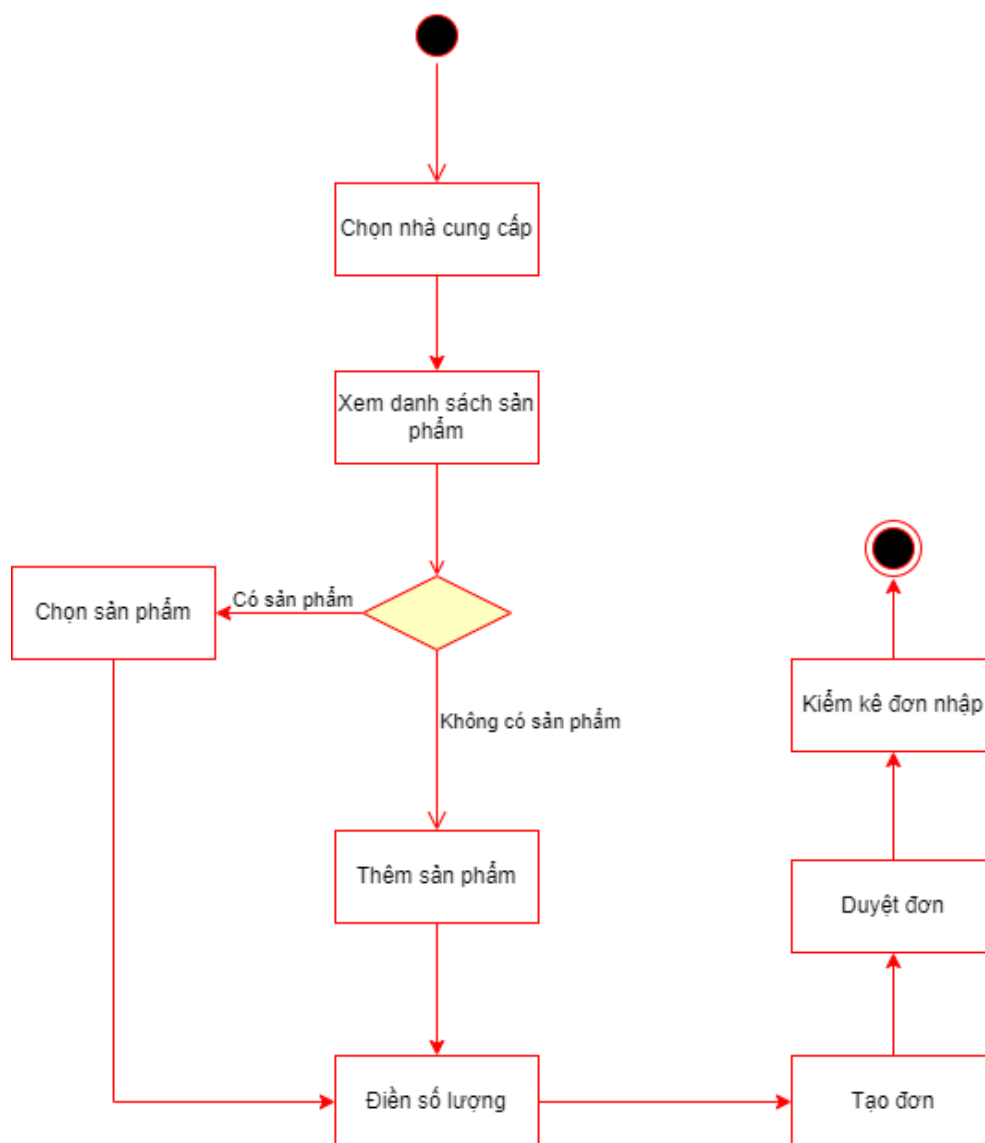 Chọn nhà cung cấp
Xem danh sách sản
phẩm
Có sản phẩm
Chọn sản phẩm
Không có sản phẩm
Thêm sản phẩm
Điền số lượng
Tạo đơn
Duyệt đơn
Kiểm kê đơn nhập